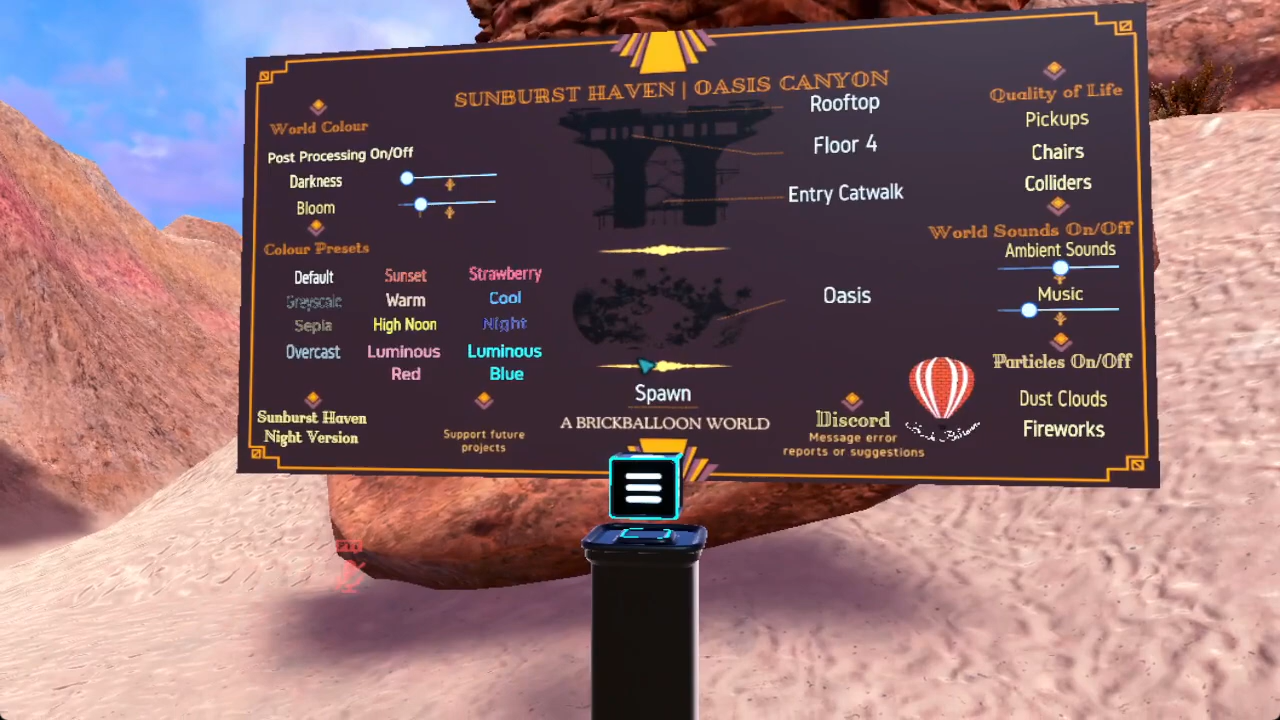 SUNBURST HAVEN | OASIS CANYON
World Colour
Post Processing On/Off
Darkness
Bloom
Colour Presets
Default
Sunset
Strawberry
Greyscale
Warm
Cool
Sepia
High Noon
Night
Overcast
Luminous
Red
Luminous
Blue
Sunburst Haven
Night Version
Support future
projects
Rooftop
Floor 4
Entry Catwalk
Oasis
Spawn
A BRICKBALLOON WORLD
Discord
Message error
reports or suggestions
Quality of Life
Pickups
Chairs
Colliders
World Sounds On/Off
Ambient Sounds
Music
Particles On/Off
Dust Clouds
Fireworks